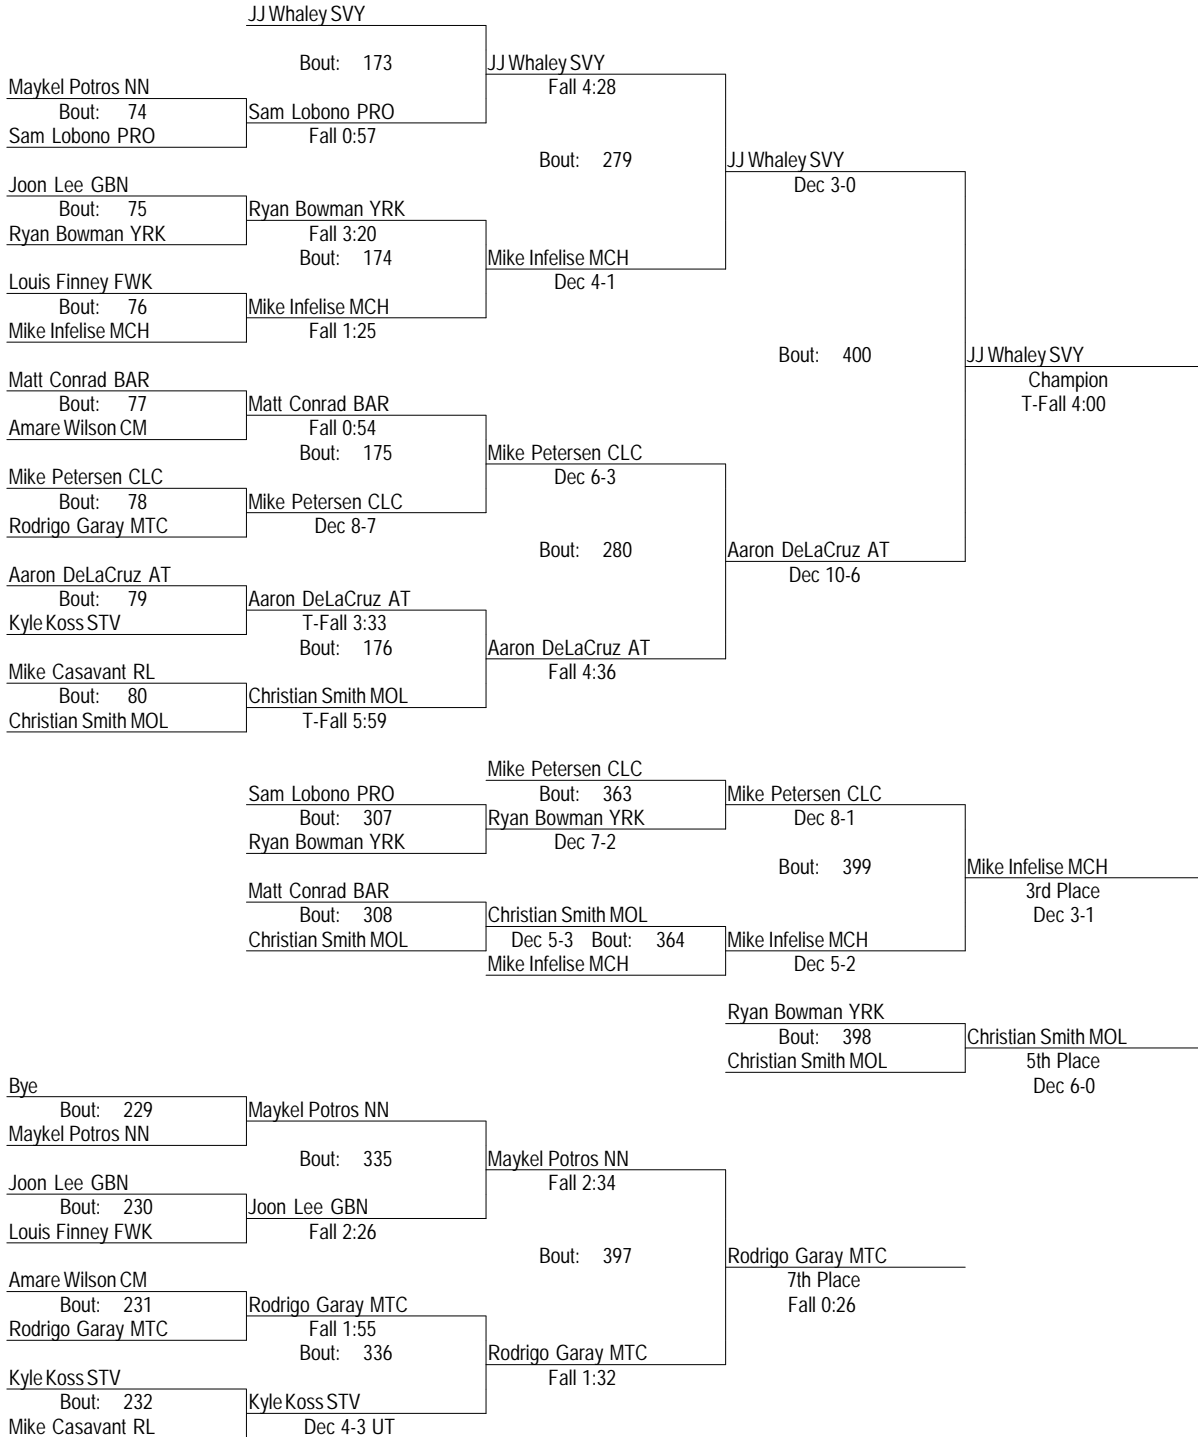 JJ Whaley SVY
Bout: 173
JJ Whaley SVY
Fall 4:28
Maykel Potros NN
Bout: 74
Sam Lobono PRO
Sam Lobono PRO
Fall 0:57
Bout: 279
JJ Whaley SVY
Dec 3-0
Joon Lee GBN
Bout: 75
Ryan Bowman YRK
Ryan Bowman YRK
Fall 3:20
Bout: 174
Mike Infelise MCH
Dec 4-1
Louis Finney FWK
Bout: 76
Mike Infelise MCH
Mike Infelise MCH
Fall 1:25
Bout: 400
JJ Whaley SVY
Champion
T-Fall 4:00
Matt Conrad BAR
Bout: 77
Amare Wilson CM
Matt Conrad BAR
Fall 0:54
Bout: 175
Mike Petersen CLC
Dec 6-3
Mike Petersen CLC
Bout: 78
Rodrigo Garay MTC
Mike Petersen CLC
Dec 8-7
Bout: 280
Aaron DeLaCruz AT
Dec 10-6
Aaron DeLaCruz AT
Bout: 79
Kyle Koss STV
Aaron DeLaCruz AT
T-Fall 3:33
Bout: 176
Aaron DeLaCruz AT
Fall 4:36
Mike Casavant RL
Bout: 80
Christian Smith MOL
Christian Smith MOL
T-Fall 5:59
Mike Petersen CLC
Sam Lobono PRO
Bout: 307
Ryan Bowman YRK
Bout: 363
Ryan Bowman YRK
Dec 7-2
Mike Petersen CLC
Dec 8-1
Bout: 399
Mike Infelise MCH
3rd Place
Dec 3-1
Matt Conrad BAR
Bout: 308
Christian Smith MOL
Christian Smith MOL
Dec 5-3 Bout: 364
Mike Infelise MCH
Mike Infelise MCH
Dec 5-2
Ryan Bowman YRK
Bout: 398
Christian Smith MOL
Christian Smith MOL
5th Place
Dec 6-0
Bye
Bout: 229
Maykel Potros NN
Maykel Potros NN
Bout: 335
Maykel Potros NN
Fall 2:34
Joon Lee GBN
Bout: 230
Louis Finney FWK
Joon Lee GBN
Fall 2:26
Bout: 397
Rodrigo Garay MTC
7th Place
Fall 0:26
Amare Wilson CM
Bout: 231
Rodrigo Garay MTC
Rodrigo Garay MTC
Fall 1:55
Bout: 336
Rodrigo Garay MTC
Fall 1:32
Kyle Koss STV
Bout: 232
Mike Casavant RL
Kyle Koss STV
Dec 4-3 UT